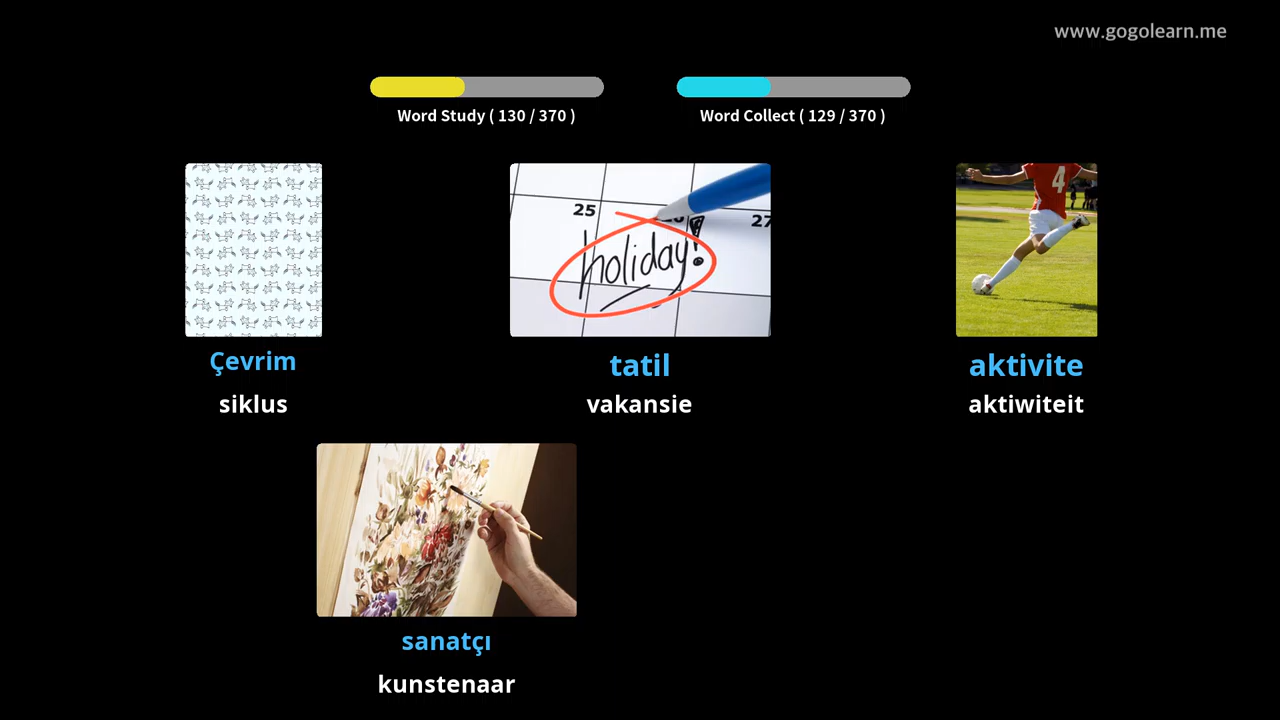 www.gogolearn.me
Word Study ( 130 / 370 )
Word Collect ( 129 / 370 )
25
27
holiday!
4
Çevrim
tatil
aktivite
siklus
vakansie
aktiwiteit
sanatçı
kunstenaar